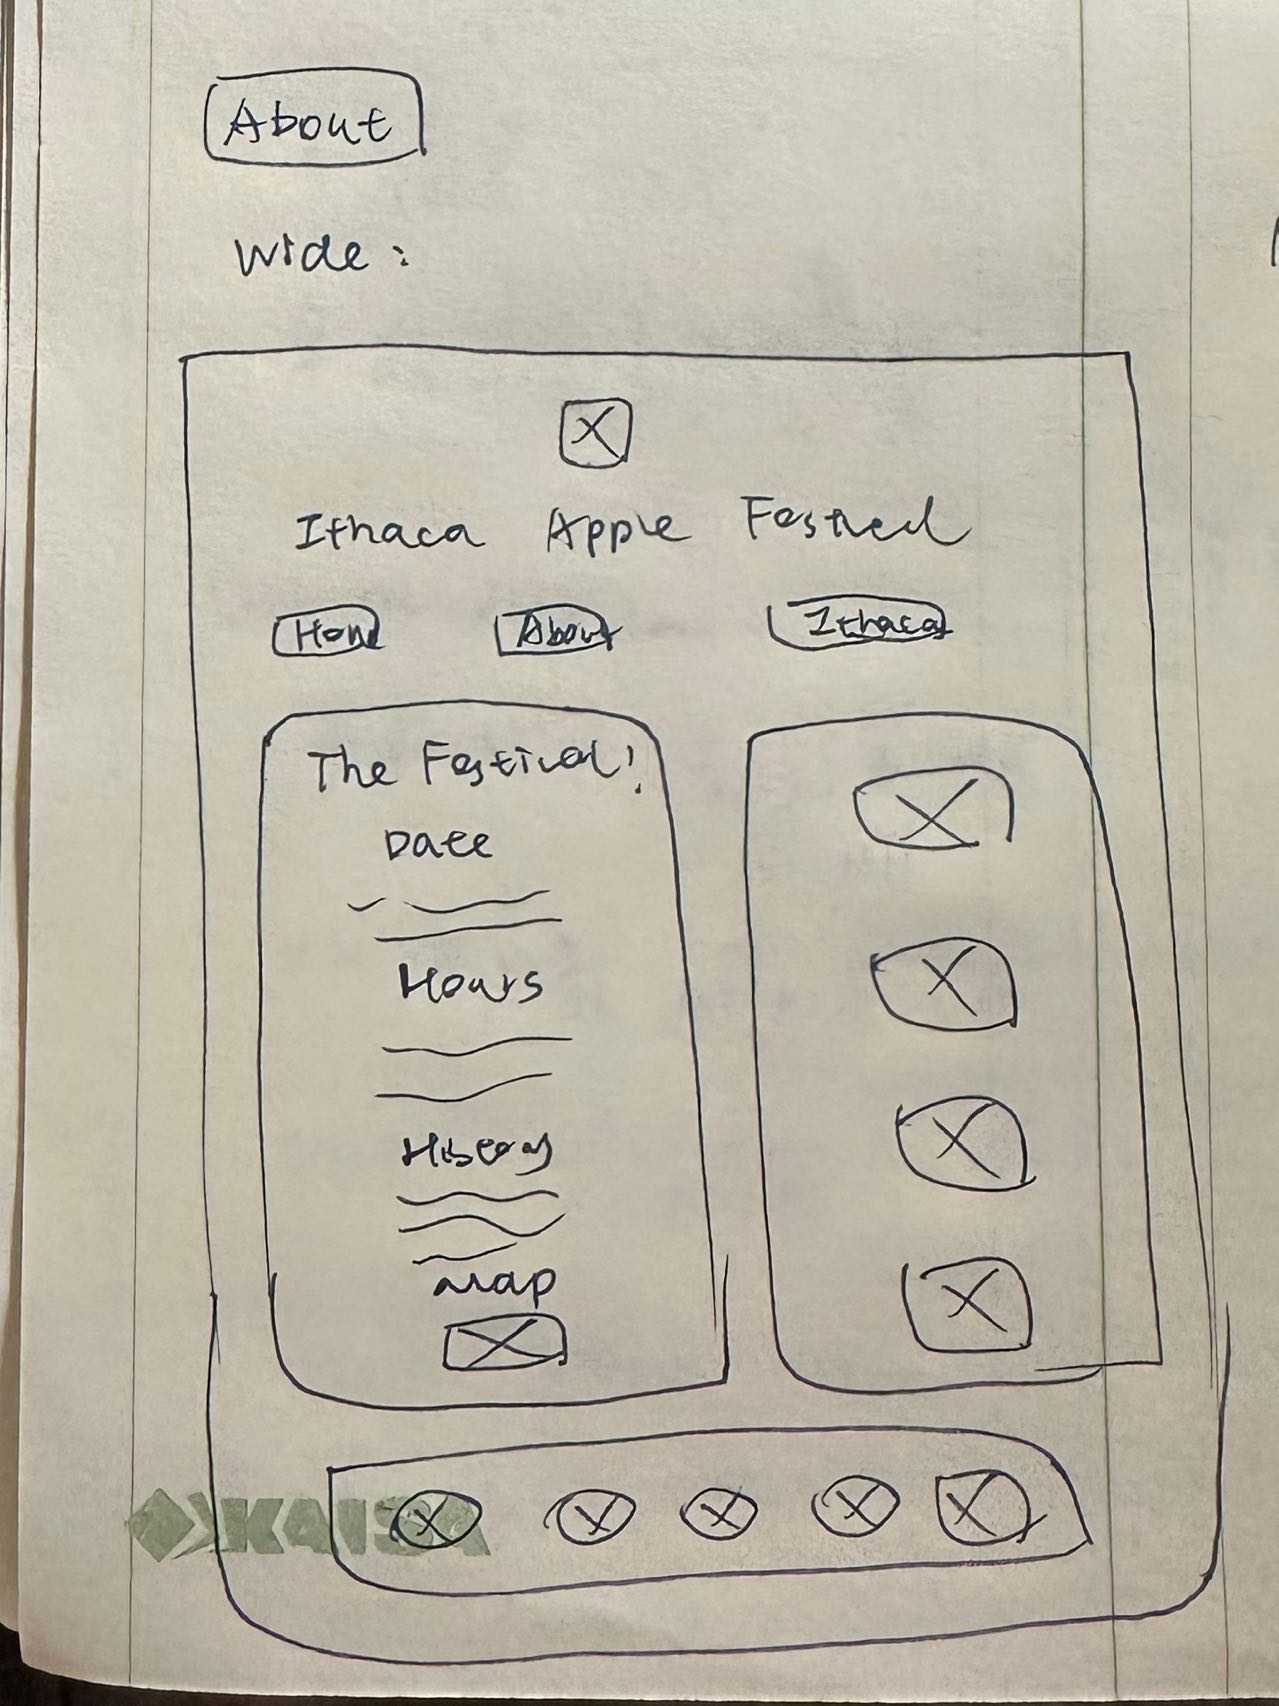 About
Wide:
Ithaca Apple Festival
Home About Ithaca
The Festival!
Date
Hours
History
Map
KAISA